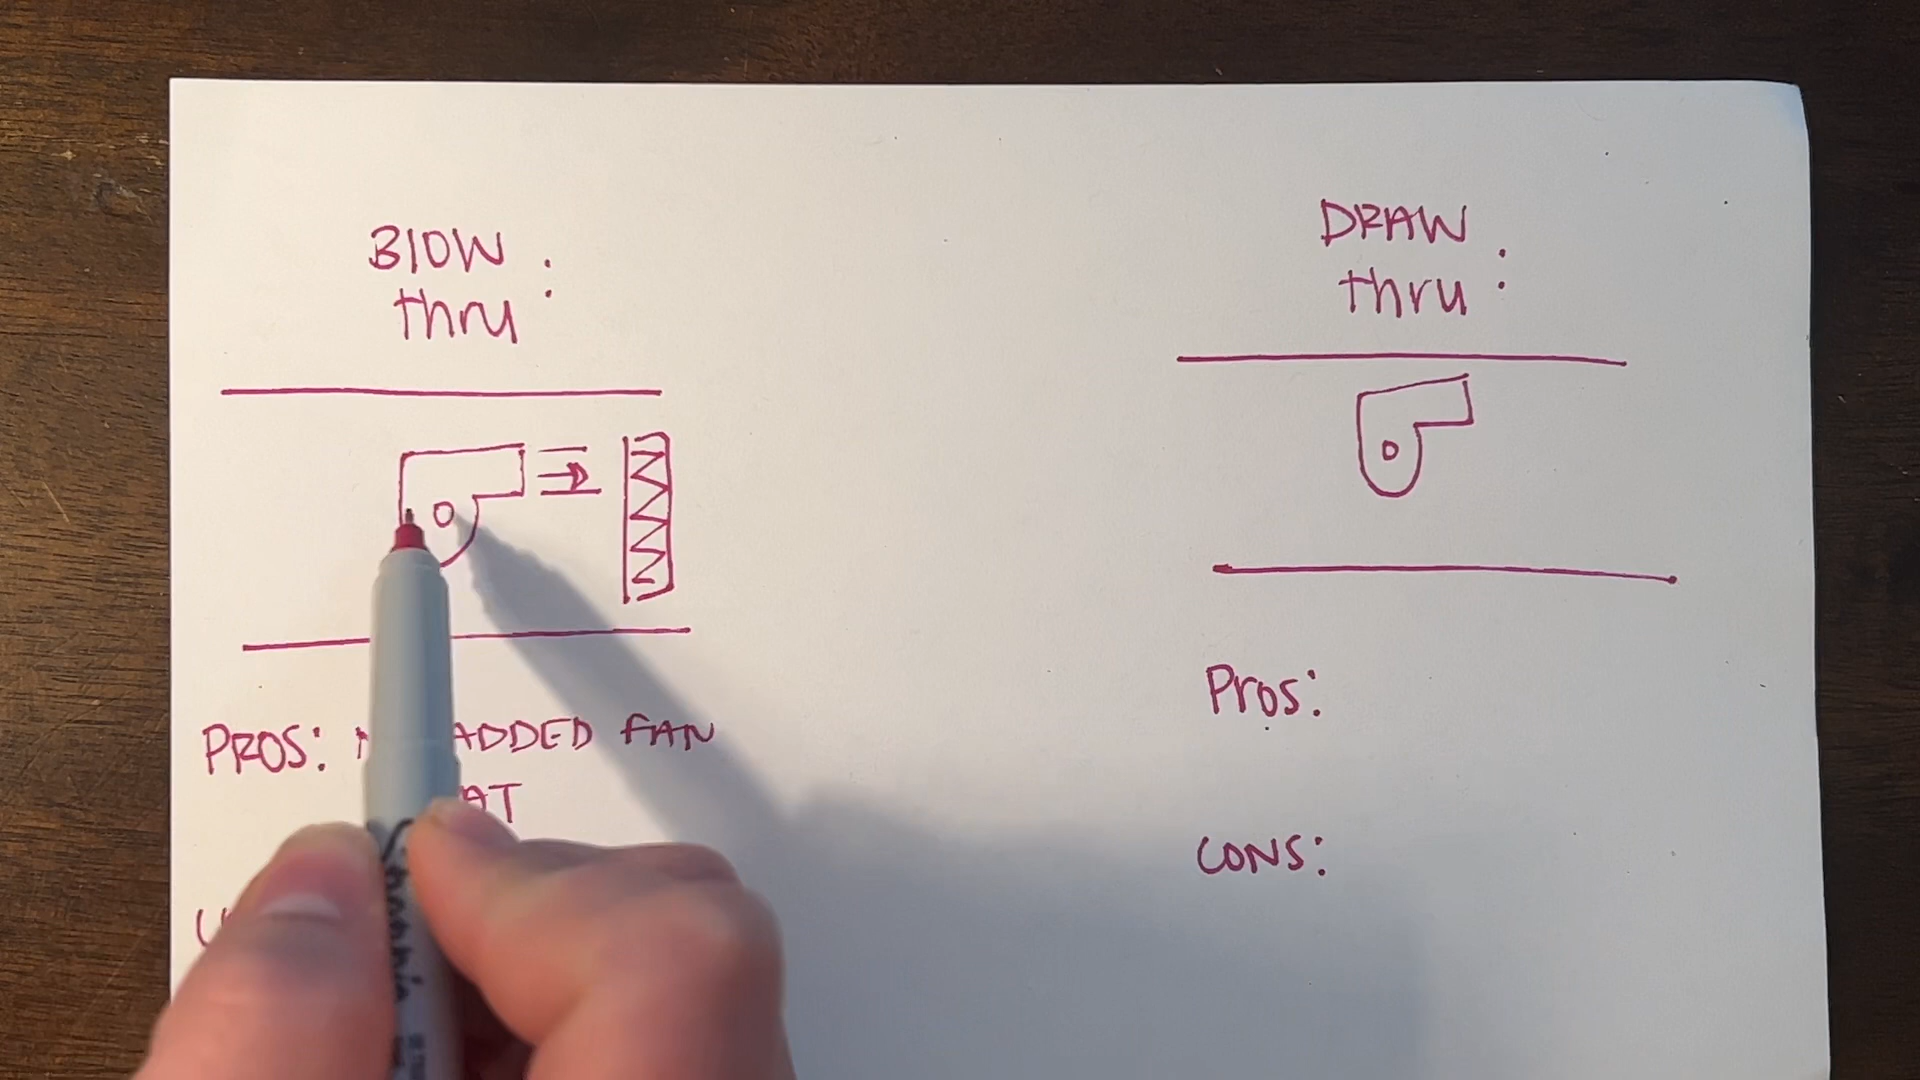 BLOW :
thru
DRAW :
thru
PROS: ADDED FAN
Pros:
CONS: